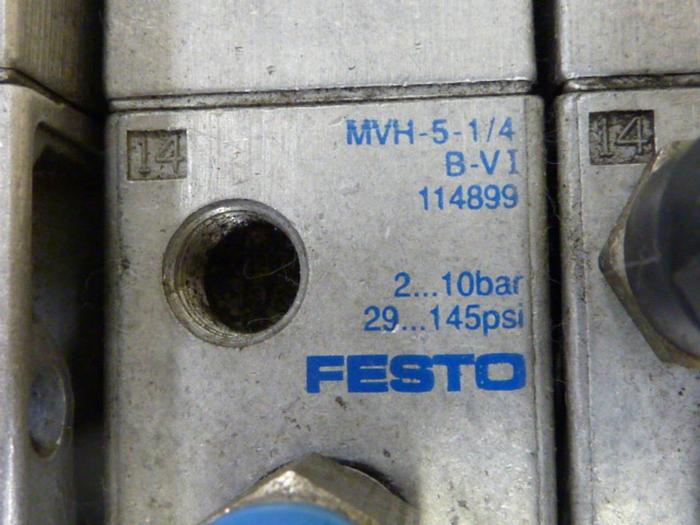 14
MVH-5-1/4
B-VI
114899
2...10bar
29...145psi
FESTO
14